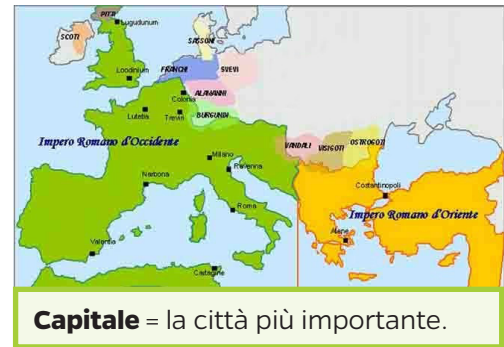 PITTI
Lugudunum
SCOTI
SASSONI
Londinium
FRANCHI
SVEVI
Colonia
ALAMANNI
Lutetia
Treviri
BURGUNDI
Impero Romano d'Occidente
Milano
Ravenna
VANDALI
VISIGOTI
OSTROGOTI
Narbona
Costantinopoli
Roma
Impero Romano d'Oriente
Atene
Valentia
Cartagine
Capitale = la città più importante.